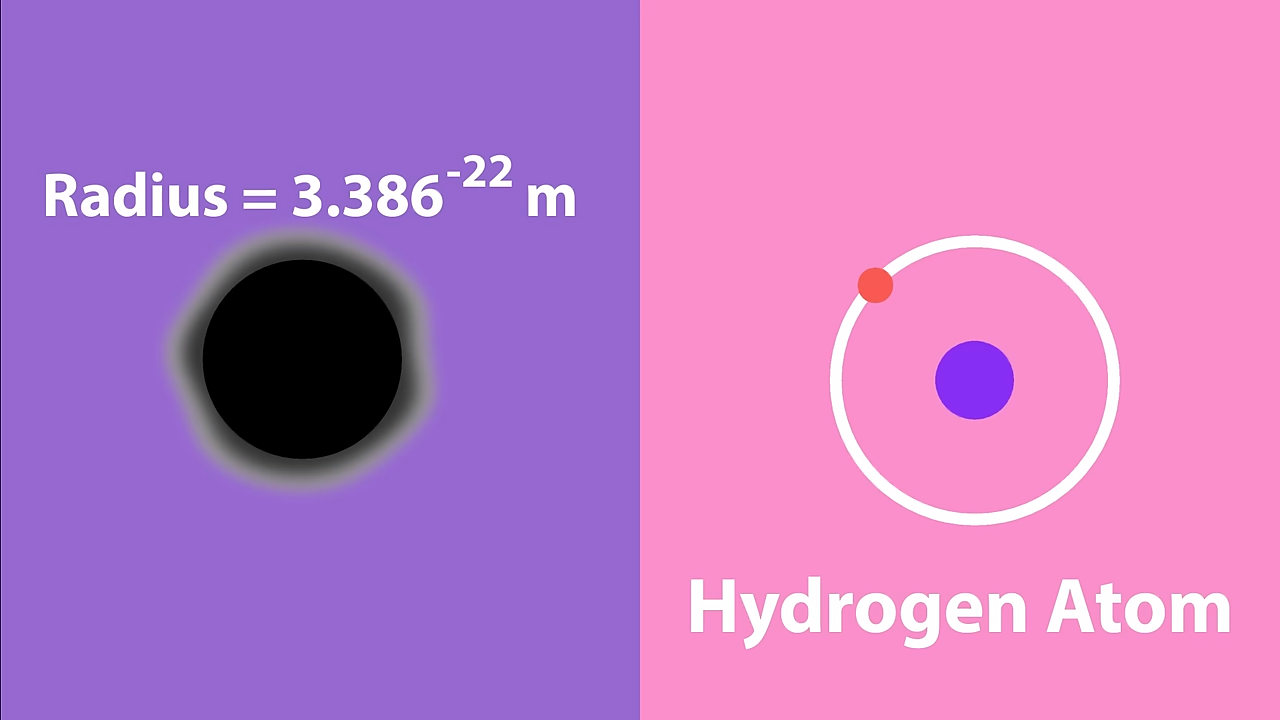 Radius = 3.386⁻²² m
Hydrogen Atom